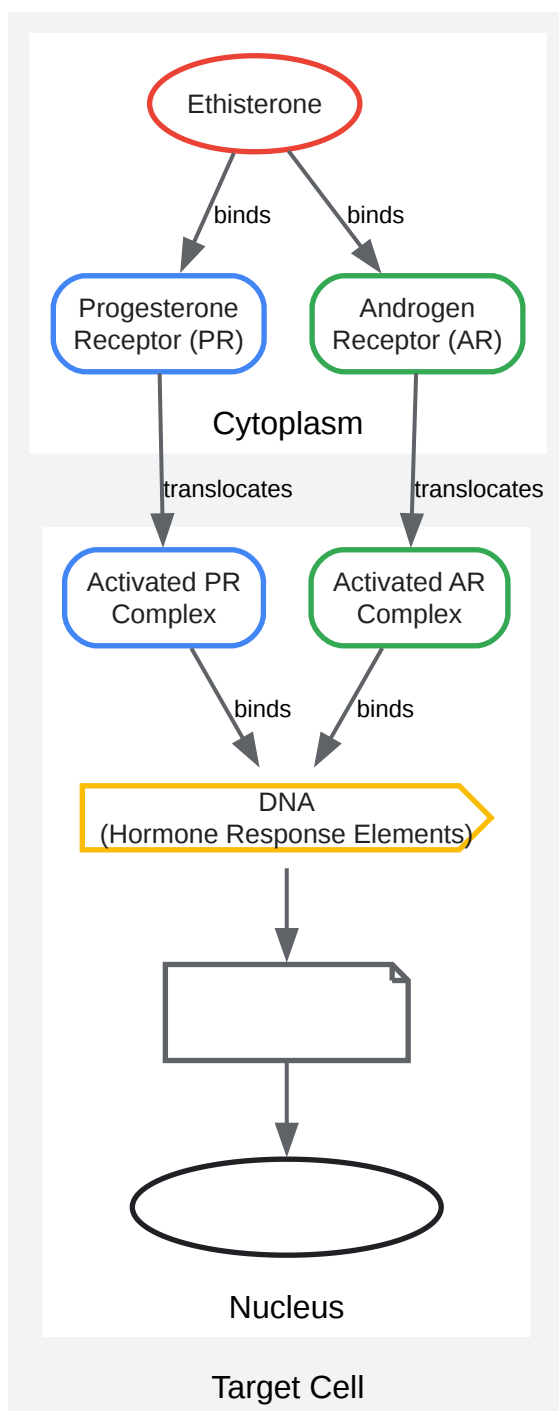 Ethisterone
binds
binds
Progesterone
Receptor (PR)
Androgen
Receptor (AR)
Cytoplasm
translocates
translocates
Activated PR
Complex
Activated AR
Complex
binds
binds
DNA
(Hormone Response Elements)
Nucleus
Target Cell